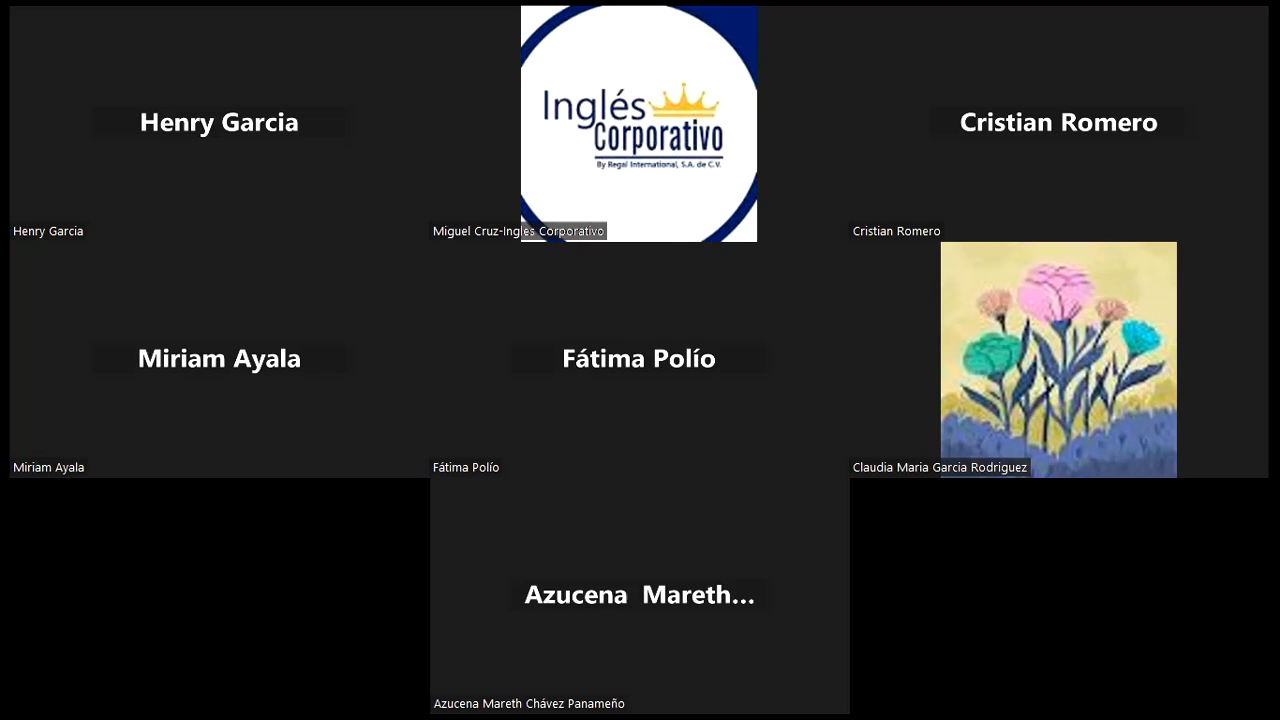 Henry Garcia
Henry Garcia
Inglés
Corporativo
By Regal International, S.A. de C.V.
Miguel Cruz-Ingles Corporativo
Cristian Romero
Cristian Romero
Miriam Ayala
Miriam Ayala
Fátima Polío
Fátima Polío
Claudia Maria Garcia Rodriguez
Azucena Mareth...
Azucena Mareth Chávez Panameño